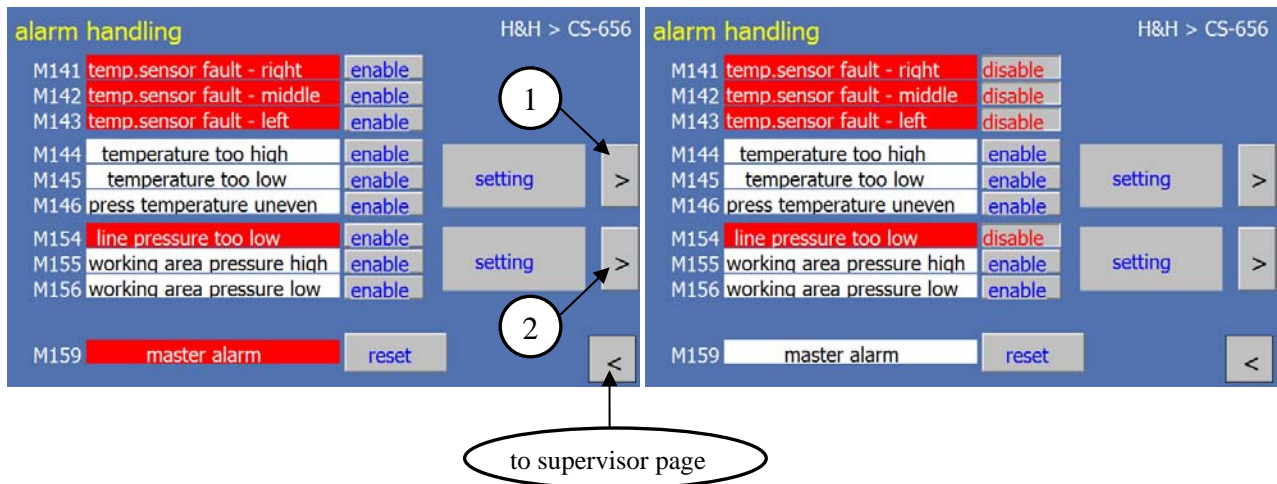 alarm handling H&H > CS-656
M141 temp.sensor fault - right enable
M142 temp.sensor fault - middle enable
M143 temp.sensor fault - left enable
1
M144 temperature too high enable
M145 temperature too low enable setting >
M146 press temperature uneven enable
M154 line pressure too low enable
M155 working area pressure high enable setting >
M156 working area pressure low enable
2
M159 master alarm reset <
alarm handling H&H > CS-656
M141 temp.sensor fault - right disable
M142 temp.sensor fault - middle disable
M143 temp.sensor fault - left disable
M144 temperature too high enable
M145 temperature too low enable setting >
M146 press temperature uneven enable
M154 line pressure too low disable
M155 working area pressure high enable setting >
M156 working area pressure low enable
M159 master alarm reset <
to supervisor page